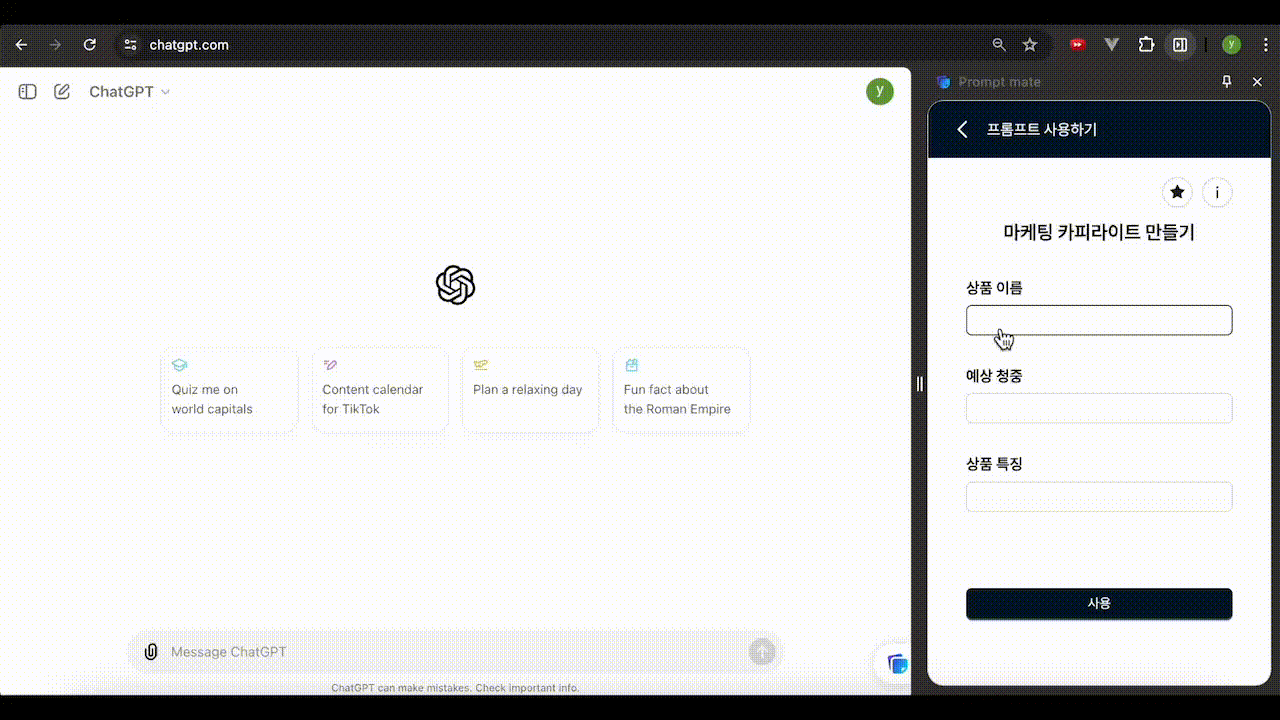 chatgpt.com
y
ChatGPT
y
Quiz me on
world capitals
Content calendar
for TikTok
Plan a relaxing day
Fun fact about
the Roman Empire
Message ChatGPT
ChatGPT can make mistakes. Check important info.
Prompt mate
프롬프트 사용하기
i
마케팅 카피라이트 만들기
상품 이름
예상 청중
상품 특징
사용